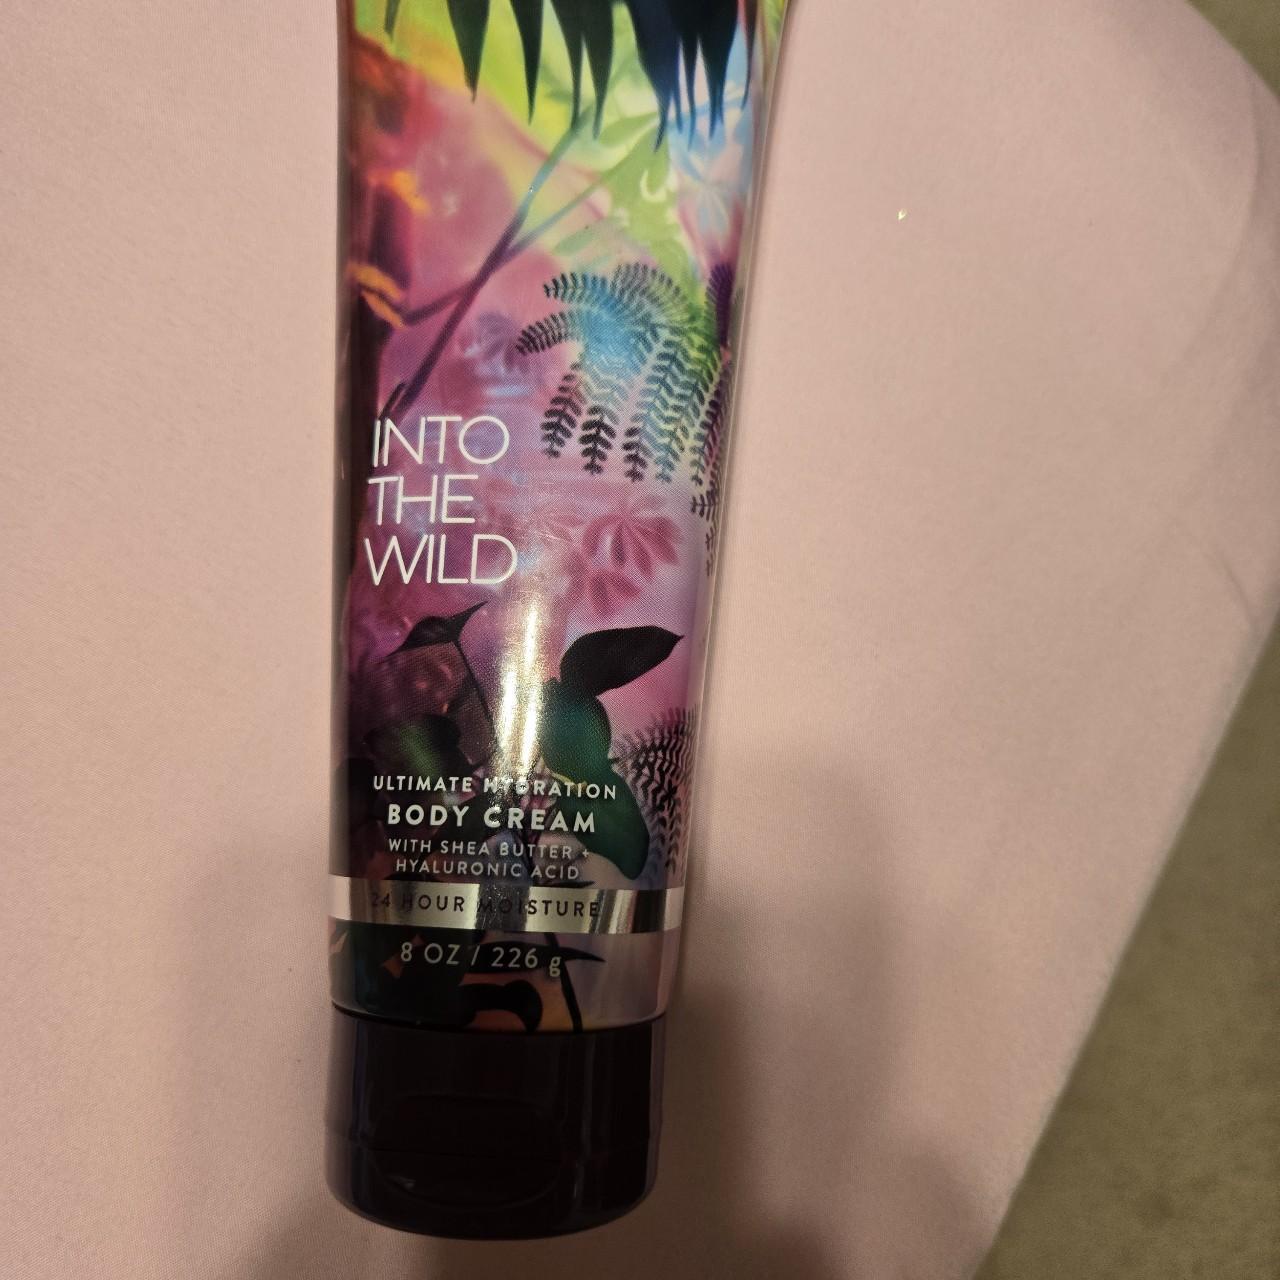 INTO
THE
WILD
ULTIMATE HYDRATION
BODY CREAM
WITH SHEA BUTTER +
HYALURONIC ACID
24 HOUR MOISTURE
8 OZ / 226 g